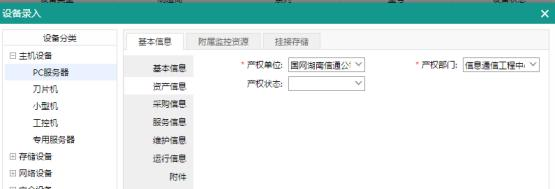 设备录入
设备分类
主机设备
PC服务器
刀片机
小型机
工控机
专用服务器
存储设备
网络设备
基本信息 附属监控资源 挂接存储
基本信息
资产信息
采购信息
服务信息
维护信息
运行信息
附件
* 产权单位: 国网湖南信通公 * 产权部门: 信息通信工程中
产权状态: